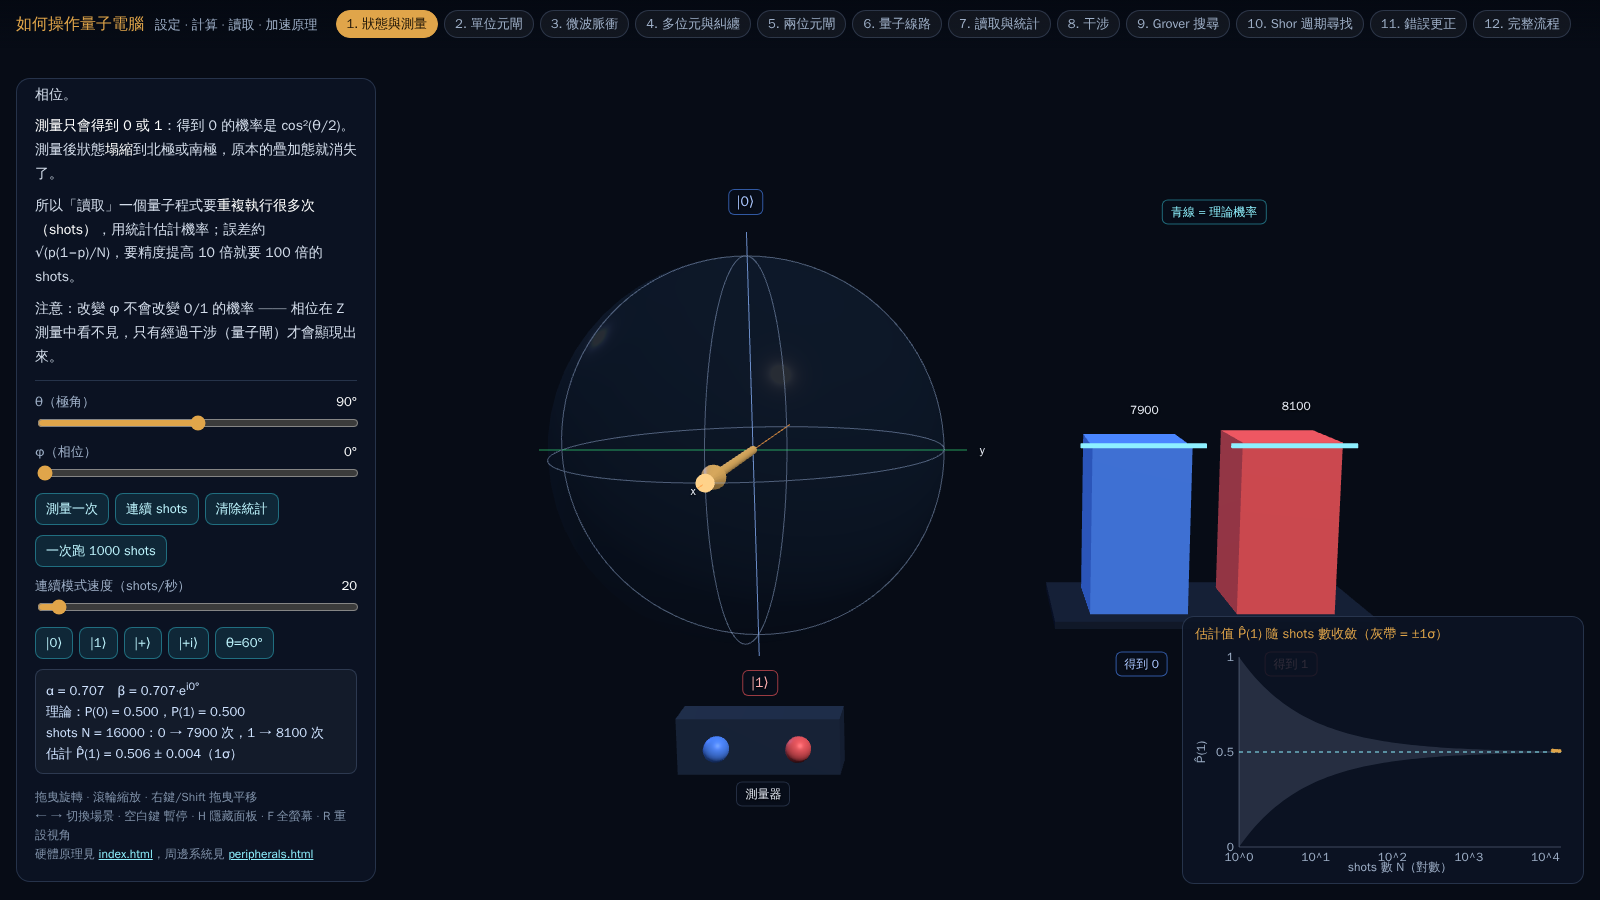 如何操作量子電腦 設定 · 計算 · 讀取 · 加速原理 1. 狀態與測量 2. 單位元閘 3. 微波脈衝 4. 多位元與糾纏 5. 兩位元閘 6. 量子線路 7. 讀取與統計 8. 干涉 9. Grover 搜尋 10. Shor 週期尋找 11. 錯誤更正 12. 完整流程
相位。
測量只會得到 0 或 1：得到 0 的機率是 cos²(θ/2)。
測量後狀態塌縮到北極或南極，原本的疊加態就消失
了。
所以「讀取」一個量子程式要重複執行很多次
（shots），用統計估計機率；誤差約
√(p(1−p)/N)，要精度提高 10 倍就要 100 倍的
shots。
注意：改變 φ 不會改變 0/1 的機率 —— 相位在 Z
測量中看不見，只有經過干涉（量子閘）才會顯現出
來。
θ（極角） 90°
φ（相位） 0°
測量一次 連續 shots 清除統計
一次跑 1000 shots
連續模式速度（shots/秒） 20
|0⟩ |1⟩ |+⟩ |+i⟩ θ=60°
α = 0.707 β = 0.707·e^i0°
理論：P(0) = 0.500，P(1) = 0.500
shots N = 16000：0 → 7900 次，1 → 8100 次
估計 P̂(1) = 0.506 ± 0.004（1σ）
拖曳旋轉 · 滾輪縮放 · 右鍵/Shift 拖曳平移
← → 切換場景 · 空白鍵 暫停 · H 隱藏面板 · F 全螢幕 · R 重
設視角
硬體原理見 index.html，周邊系統見 peripherals.html
|0⟩
y
x
|1⟩
測量器
青線 = 理論機率
7900
8100
得到 0
得到 1
估計值 P̂(1) 隨 shots 數收斂（灰帶 = ±1σ）
1
0.5
0
P̂(1)
10^0 10^1 10^2 10^3 10^4
shots 數 N（對數）